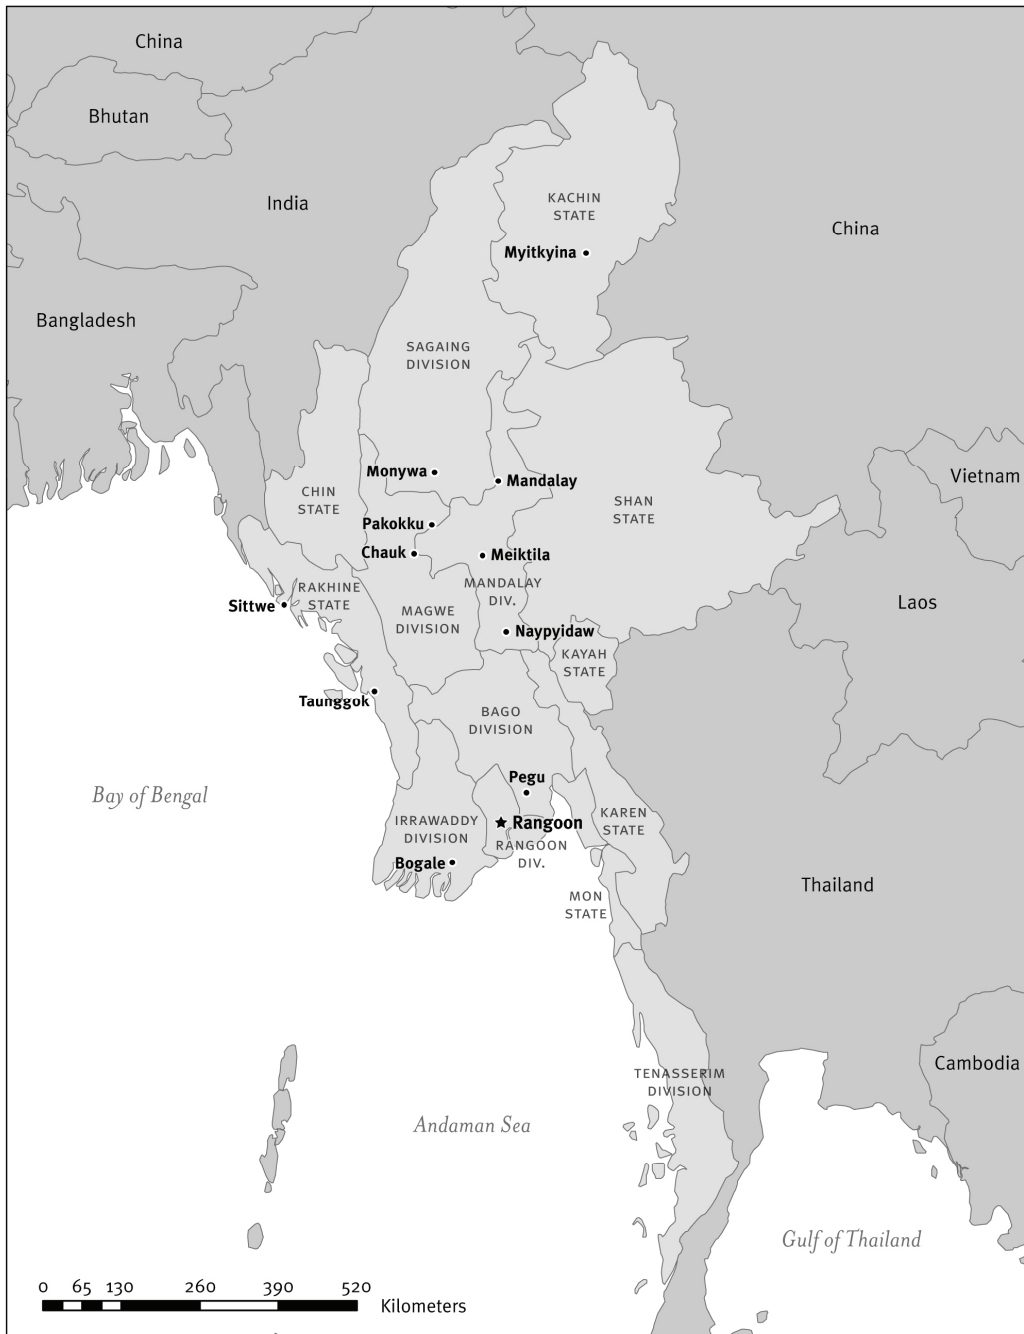 China
Bhutan
India
KACHIN
STATE
China
Myitkyina
Bangladesh
SAGAING
DIVISION
Monywa
Mandalay
Vietnam
CHIN
STATE
SHAN
STATE
Pakokku
Chauk
Meiktila
MANDALAY
DIV.
RAKHINE
STATE
Sittwe
MAGWE
DIVISION
Laos
Naypyidaw
KAYAH
STATE
Taunggok
BAGO
DIVISION
Pegu
Bay of Bengal
IRRAWADDY
DIVISION
Rangoon
RANGOON
DIV.
KAREN
STATE
Bogale
MON
STATE
Thailand
Cambodia
TENASSERIM
DIVISION
Andaman Sea
Gulf of Thailand
0 65 130 260 390 520
Kilometers